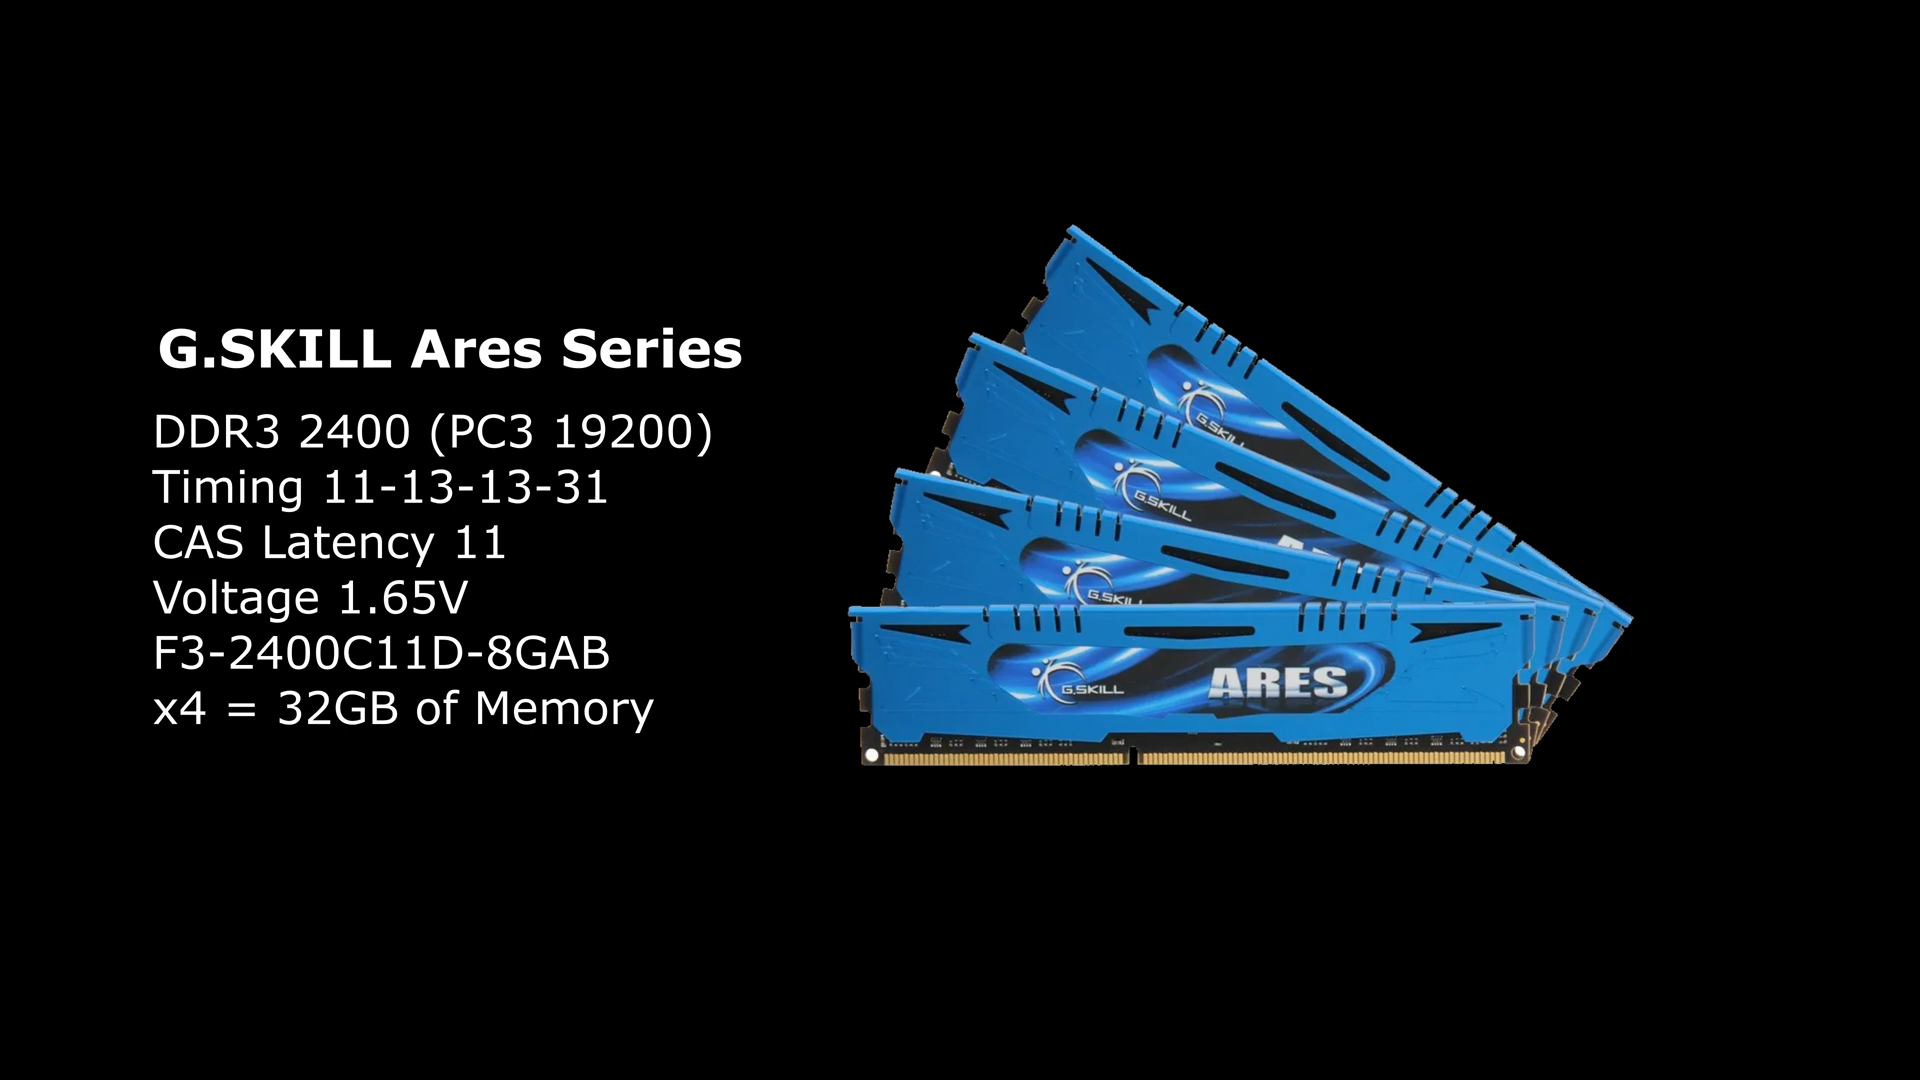 G.SKILL Ares Series
DDR3 2400 (PC3 19200)
Timing 11-13-13-31
CAS Latency 11
Voltage 1.65V
F3-2400C11D-8GAB
x4 = 32GB of Memory
G.SKILL
G.SKILL
G.SKILL
G.SKILL
ARES